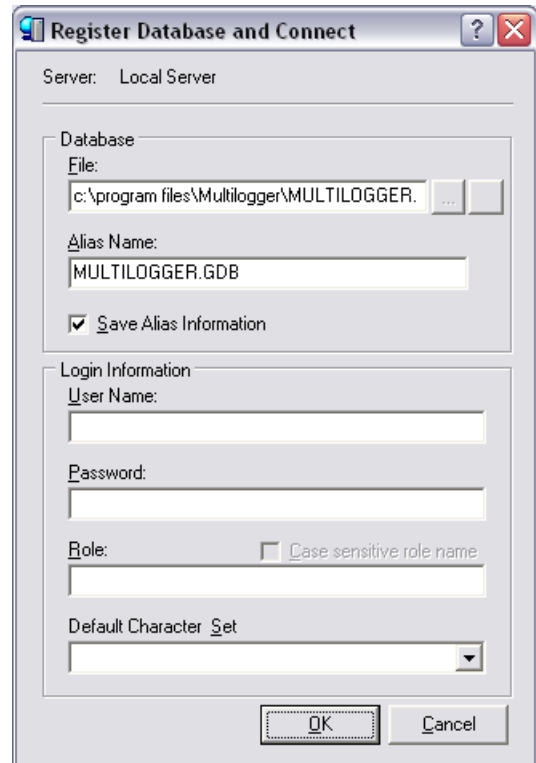 Register Database and Connect
Server: Local Server
Database
File:
c:\program files\Multilogger\MULTILOGGER.
...
Alias Name:
MULTILOGGER.GDB
Save Alias Information
Login Information
User Name:
Password:
Role:
Case sensitive role name
Default Character Set
OK
Cancel